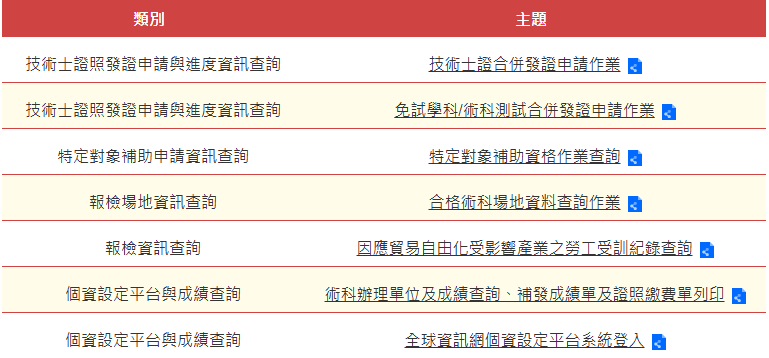 類別 主題
技術士證照發證申請與進度資訊查詢 技術士證合併發證申請作業
技術士證照發證申請與進度資訊查詢 免試學科/術科測試合併發證申請作業
特定對象補助申請資訊查詢 特定對象補助資格作業查詢
報檢場地資訊查詢 合格術科場地資料查詢作業
報檢資訊查詢 因應貿易自由化受影響產業之勞工受訓紀錄查詢
個資設定平台與成績查詢 術科辦理單位及成績查詢、補發成績單及證照繳費單列印
個資設定平台與成績查詢 全球資訊網個資設定平台系統登入